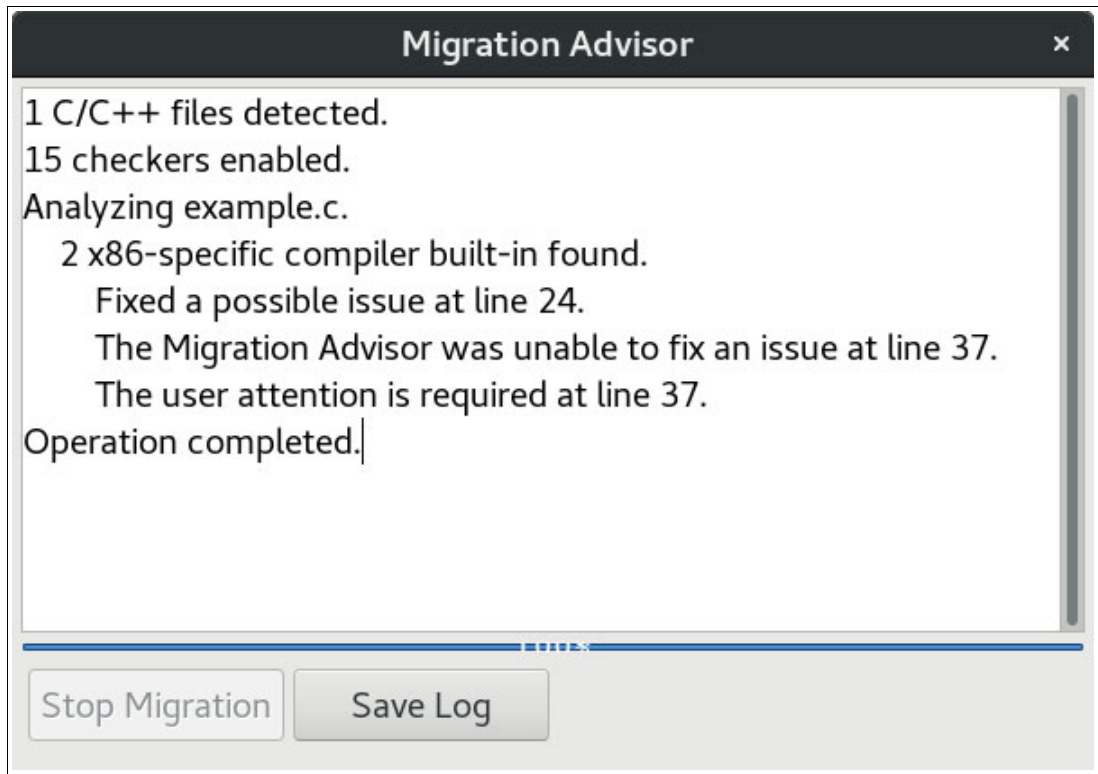 Migration Advisor ×
1 C/C++ files detected.
15 checkers enabled.
Analyzing example.c.
2 x86-specific compiler built-in found.
Fixed a possible issue at line 24.
The Migration Advisor was unable to fix an issue at line 37.
The user attention is required at line 37.
Operation completed.
100%
Stop Migration Save Log